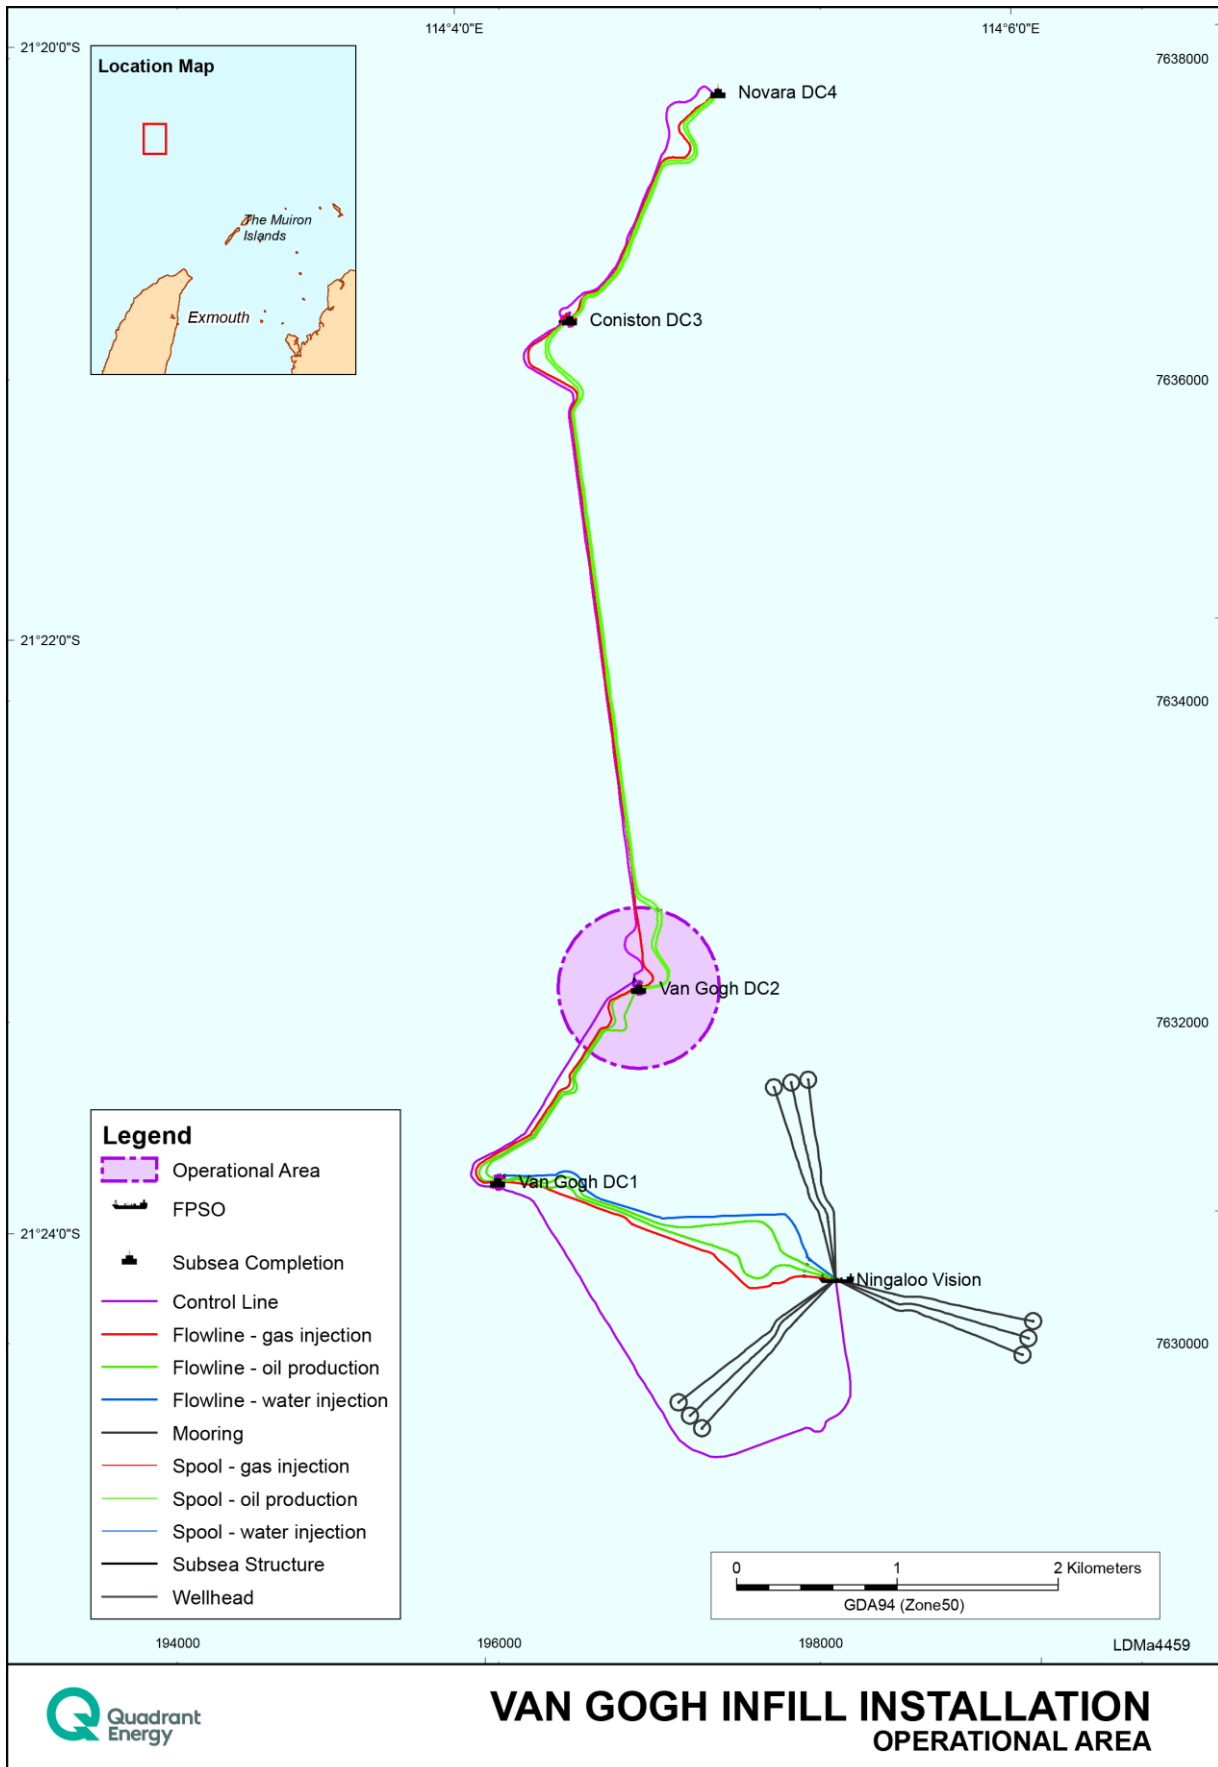 114°4'0"E
114°6'0"E
21°20'0"S
7638000
Location Map
The Muiron
Islands
Exmouth
Novara DC4
Coniston DC3
7636000
21°22'0"S
7634000
Van Gogh DC2
7632000
Van Gogh DC1
21°24'0"S
Ningaloo Vision
7630000
Legend
Operational Area
FPSO
Subsea Completion
Control Line
Flowline - gas injection
Flowline - oil production
Flowline - water injection
Mooring
Spool - gas injection
Spool - oil production
Spool - water injection
Subsea Structure
Wellhead
0 1 2 Kilometers
GDA94 (Zone50)
194000
196000
198000
LDMa4459
Quadrant
Energy
VAN GOGH INFILL INSTALLATION
OPERATIONAL AREA